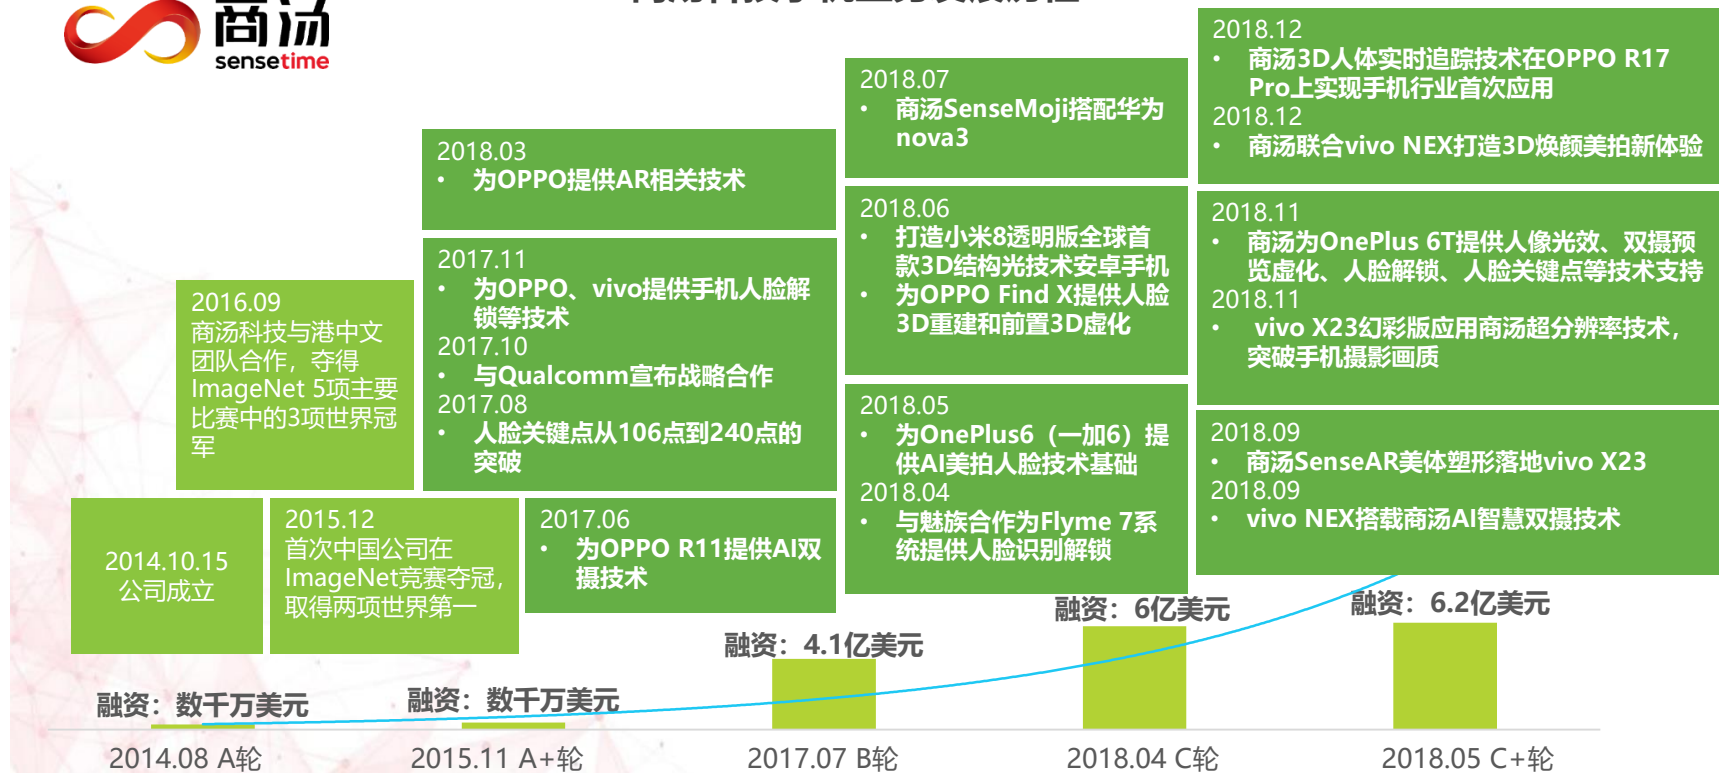 商汤
sensetime
2014.10.15
公司成立
2015.12
首次中国公司在
ImageNet竞赛夺冠，
取得两项世界第一
2016.09
商汤科技与港中文
团队合作，夺得
ImageNet 5项主要
比赛中的3项世界冠
军
2017.06
• 为OPPO R11提供AI双
摄技术
2018.03
• 为OPPO提供AR相关技术
2017.11
• 为OPPO、vivo提供手机人脸解
锁等技术
2017.10
• 与Qualcomm宣布战略合作
2017.08
• 人脸关键点从106点到240点的
突破
2018.07
• 商汤SenseMoji搭配华为
nova3
2018.06
• 打造小米8透明版全球首
款3D结构光技术安卓手机
• 为OPPO Find X提供人脸
3D重建和前置3D虚化
2018.05
• 为OnePlus6（一加6）提
供AI美拍人脸技术基础
2018.04
• 与魅族合作为Flyme 7系
统提供人脸识别解锁
2018.12
• 商汤3D人体实时追踪技术在OPPO R17
Pro上实现手机行业首次应用
2018.12
• 商汤联合vivo NEX打造3D焕颜美拍新体验
2018.11
• 商汤为OnePlus 6T提供人像光效、双摄预
览虚化、人脸解锁、人脸关键点等技术支持
2018.11
• vivo X23幻彩版应用商汤超分辨率技术，
突破手机摄影画质
2018.09
• 商汤SenseAR美体塑形落地vivo X23
2018.09
• vivo NEX搭载商汤AI智慧双摄技术
融资：数千万美元
融资：数千万美元
融资：4.1亿美元
融资：6亿美元
融资：6.2亿美元
2014.08 A轮
2015.11 A+轮
2017.07 B轮
2018.04 C轮
2018.05 C+轮